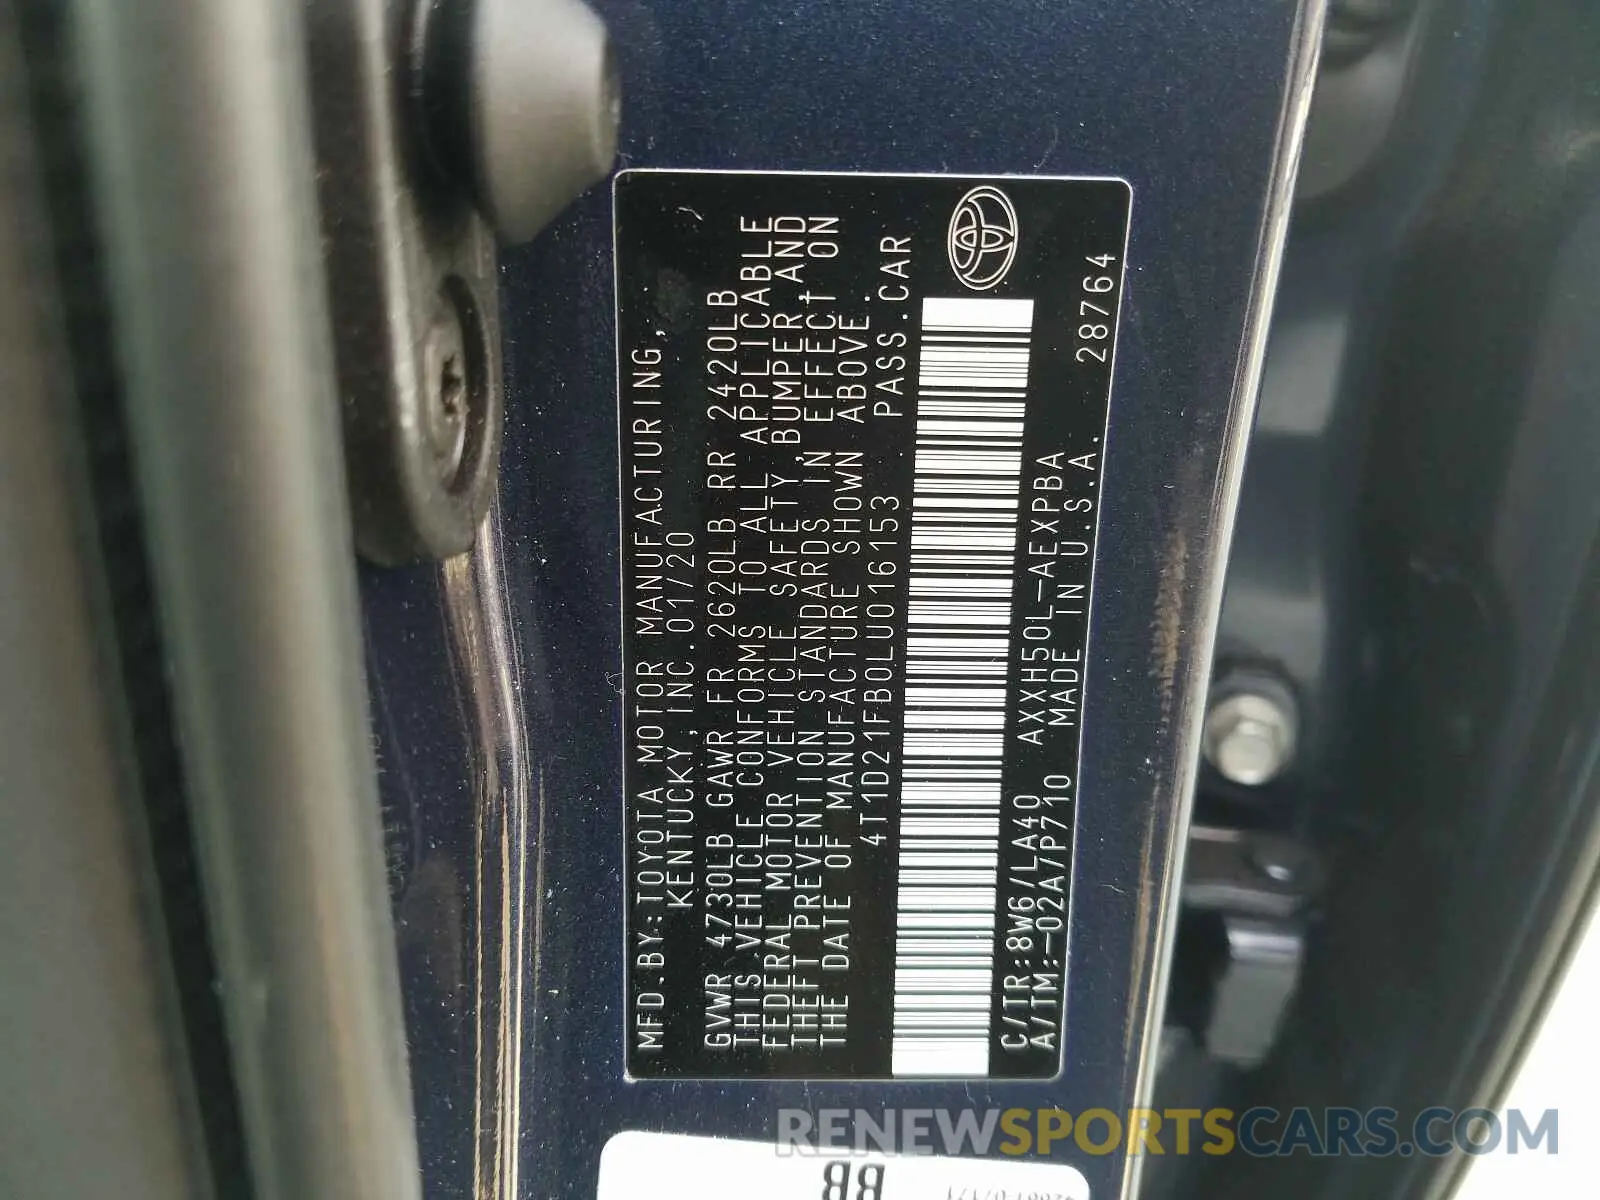 MFD.BY:TOYOTA MOTOR MANUFACTURING,
KENTUCKY, INC. 01/20
GVWR 4730LB GAWR FR 2620LB RR 2420LB
THIS VEHICLE CONFORMS TO ALL APPLICABLE
FEDERAL MOTOR VEHICLE SAFETY, BUMPER, AND
THEFT PREVENTION STANDARDS IN EFFECT ON
THE DATE OF MANUFACTURE SHOWN ABOVE.
4T1D21FB0LU016153 PASS.CAR
C/TR:8W6/LA40 AXXH50L-AEXPBA
A/TM:-02A/P710 MADE IN U.S.A.
28764
BB
RENEWSPORTSCARS.COM